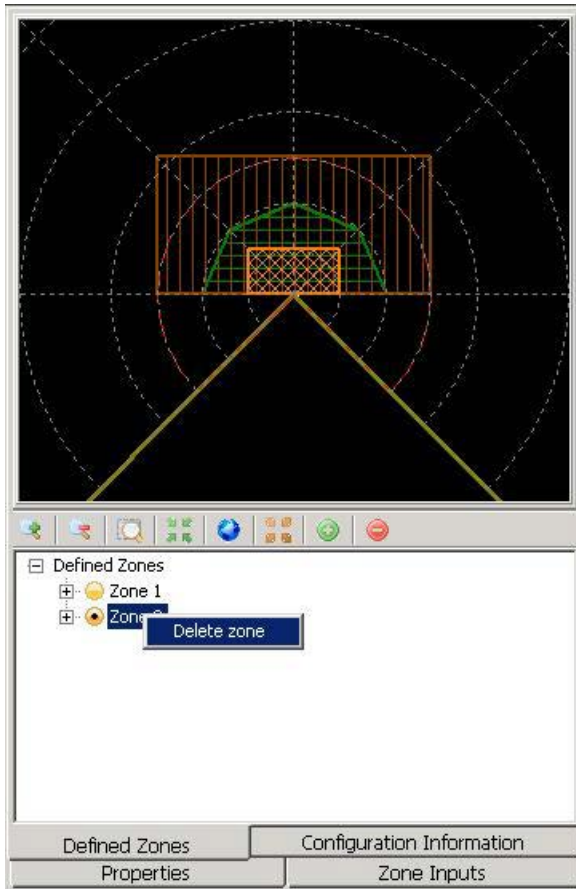 Defined Zones
Zone 1
Delete zone
Defined Zones
Configuration Information
Properties
Zone Inputs